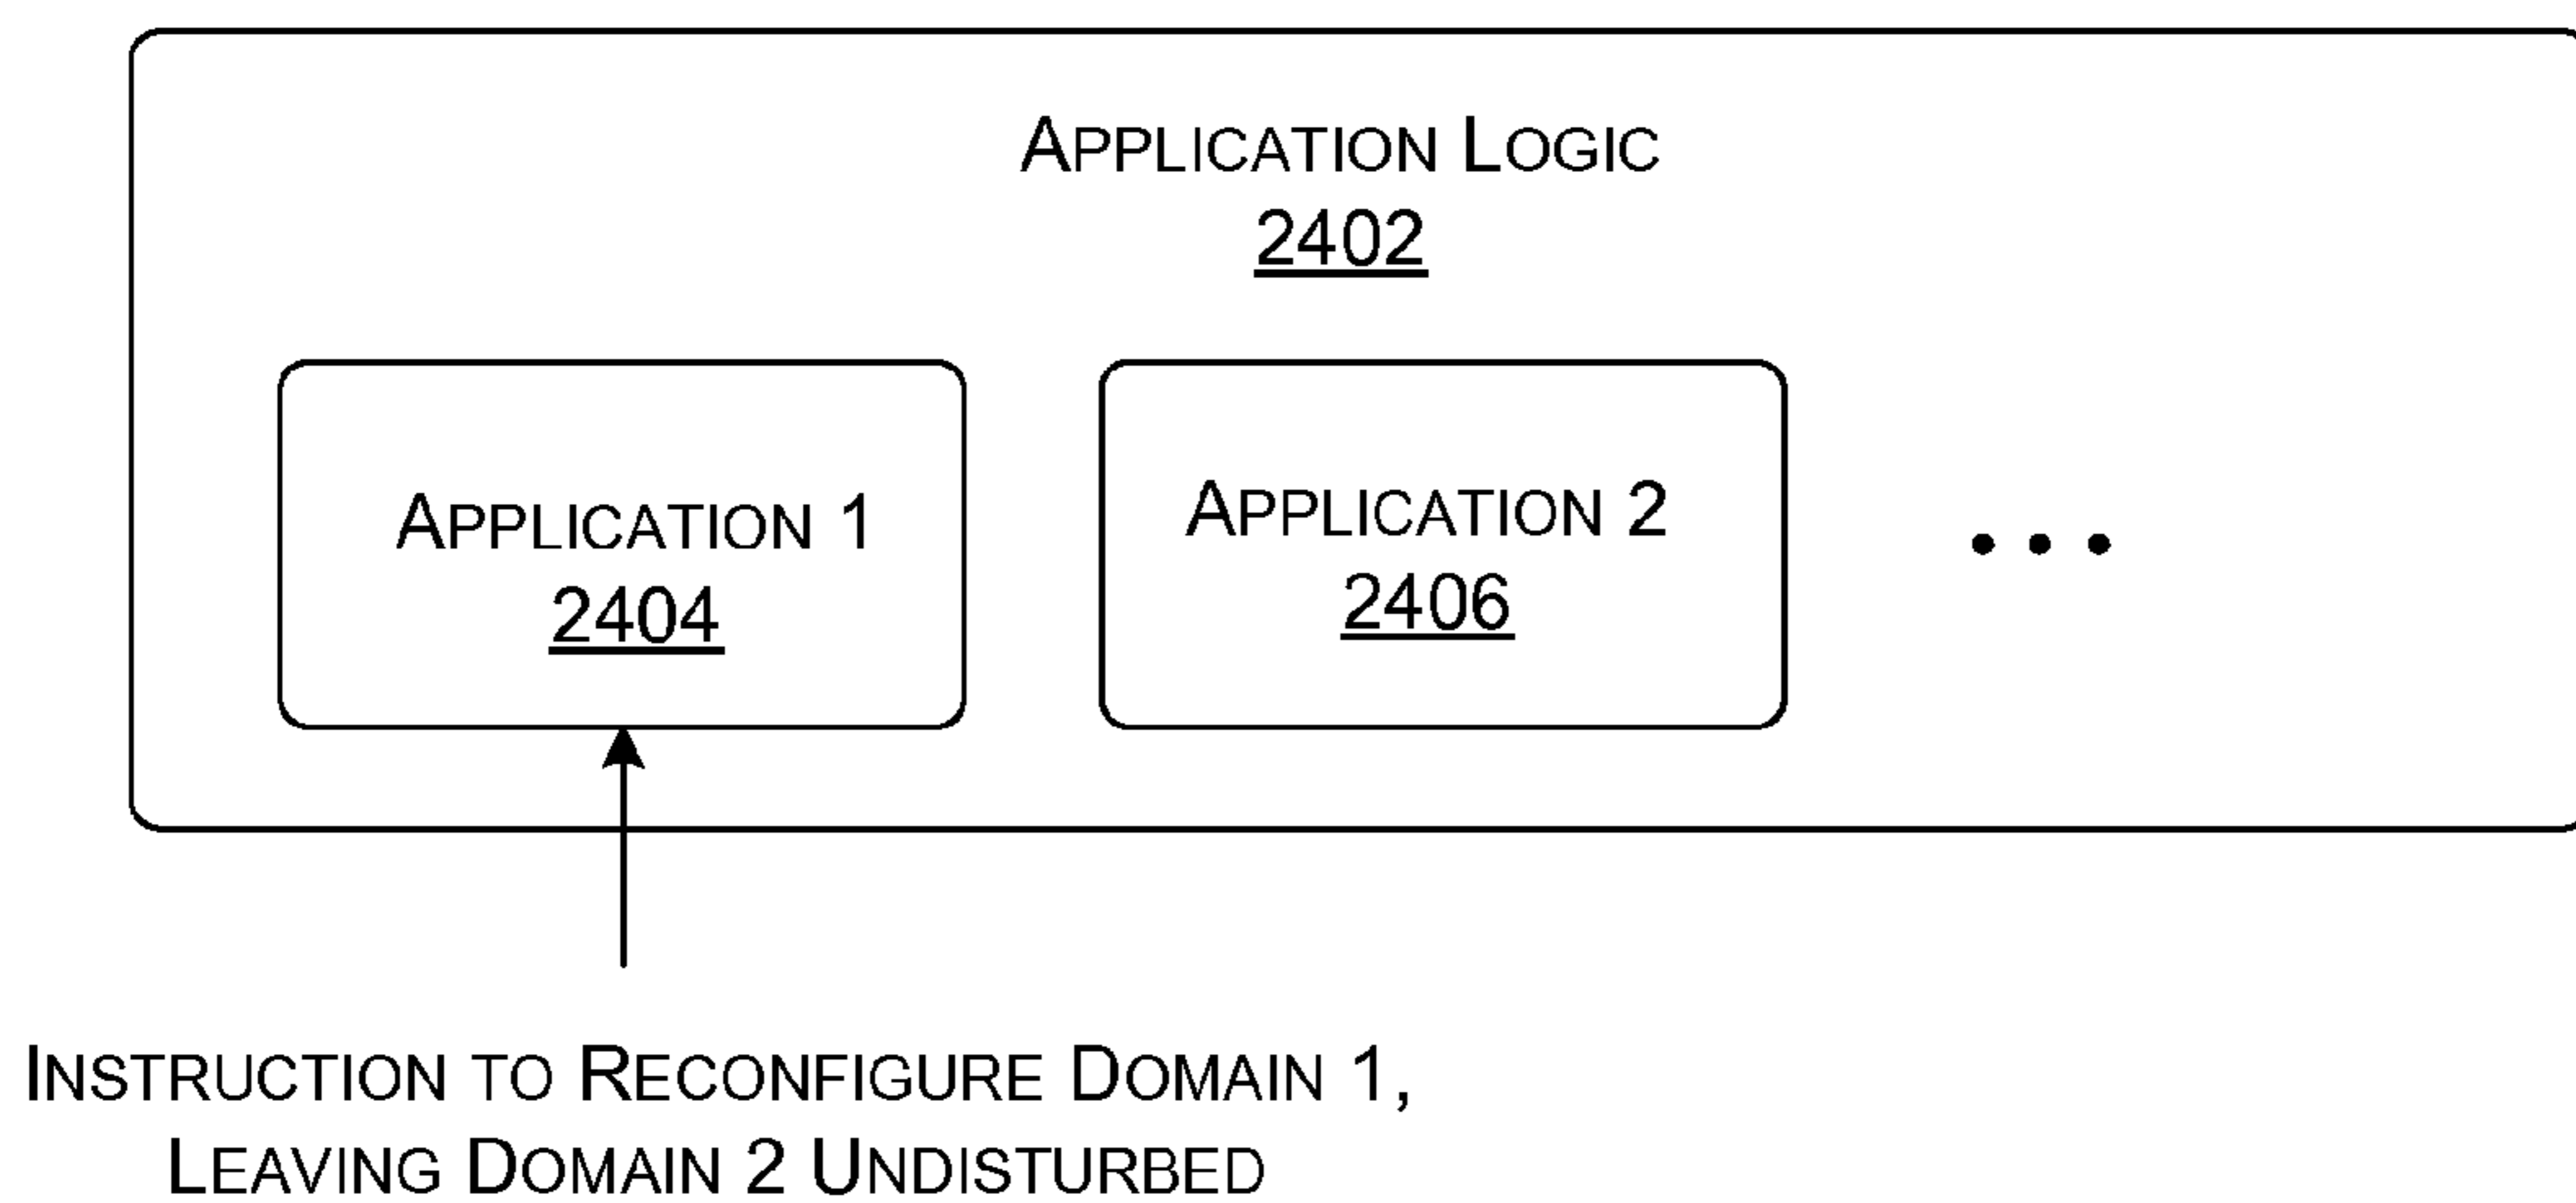 APPLICATION LOGIC
2402
APPLICATION 1
2404
APPLICATION 2
2406
• • •
INSTRUCTION TO RECONFIGURE DOMAIN 1,
LEAVING DOMAIN 2 UNDISTURBED